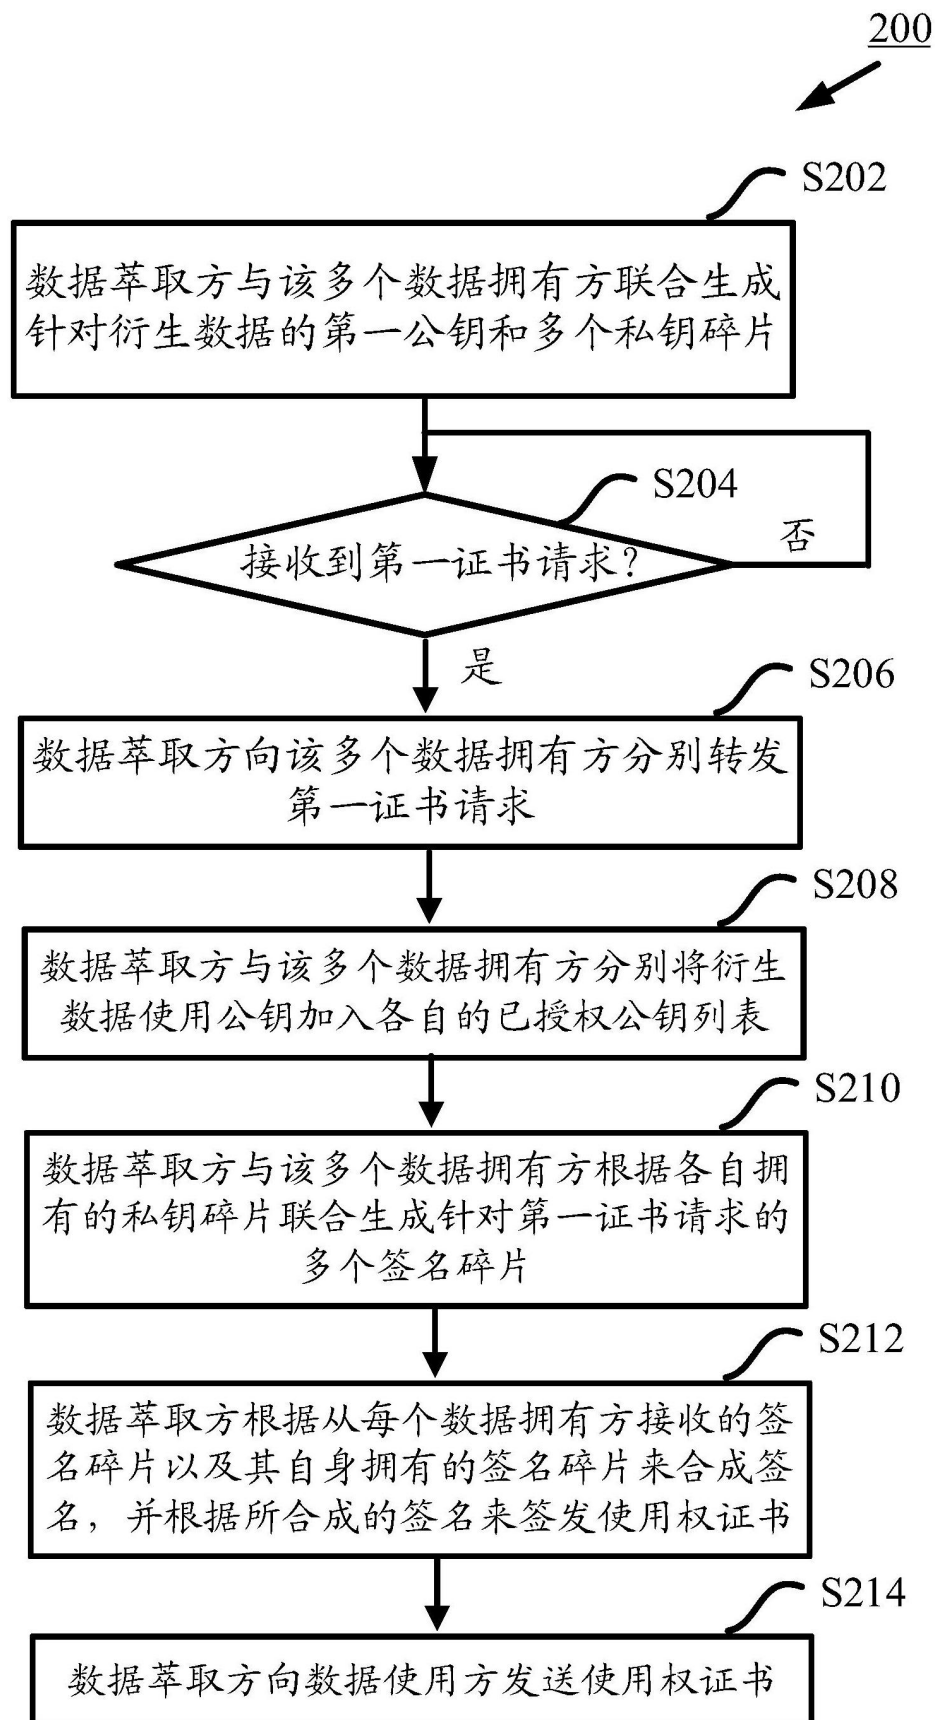 200
S202
数据萃取方与该多个数据拥有方联合生成
针对衍生数据的第一公钥和多个私钥碎片
S204
接收到第一证书请求?
否
是
S206
数据萃取方向该多个数据拥有方分别转发
第一证书请求
S208
数据萃取方与该多个数据拥有方分别将衍生
数据使用公钥加入各自的已授权公钥列表
S210
数据萃取方与该多个数据拥有方根据各自拥
有的私钥碎片联合生成针对第一证书请求的
多个签名碎片
S212
数据萃取方根据从每个数据拥有方接收的签
名碎片以及其自身拥有的签名碎片来合成签
名，并根据所合成的签名来签发使用权证书
S214
数据萃取方向数据使用方发送使用权证书